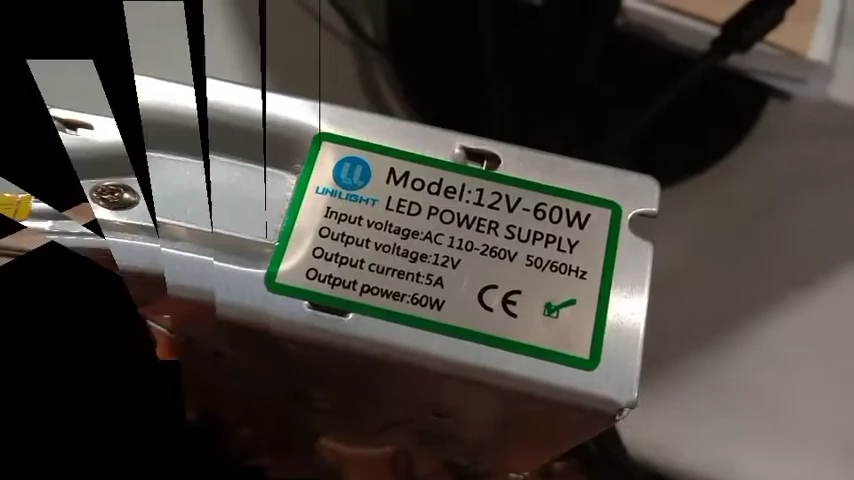 UNILIGHT
Model:12V-60W
LED POWER SUPPLY
Input voltage:AC 110-260V 50/60Hz
Output voltage:12V
Output current:5A
Output power:60W
CE